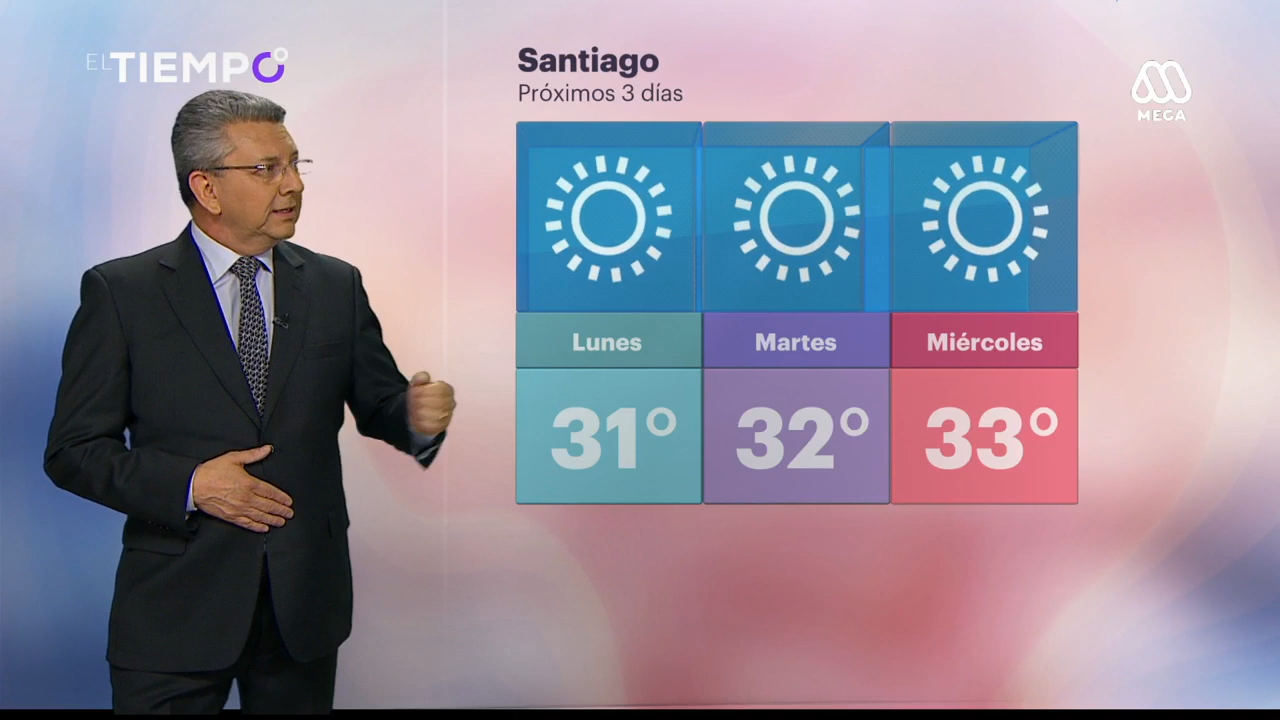 EL TIEMPO
Santiago
Próximos 3 días
MEGA
Lunes
Martes
Miércoles
31°
32°
33°